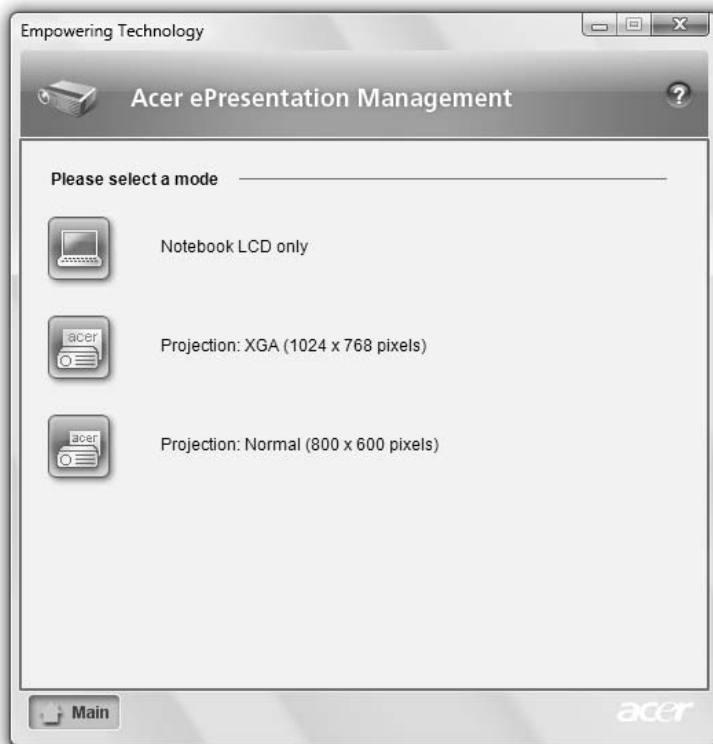 Empowering Technology
Acer ePresentation Management
?
Please select a mode
Notebook LCD only
acer
Projection: XGA (1024 x 768 pixels)
acer
Projection: Normal (800 x 600 pixels)
Main
acer